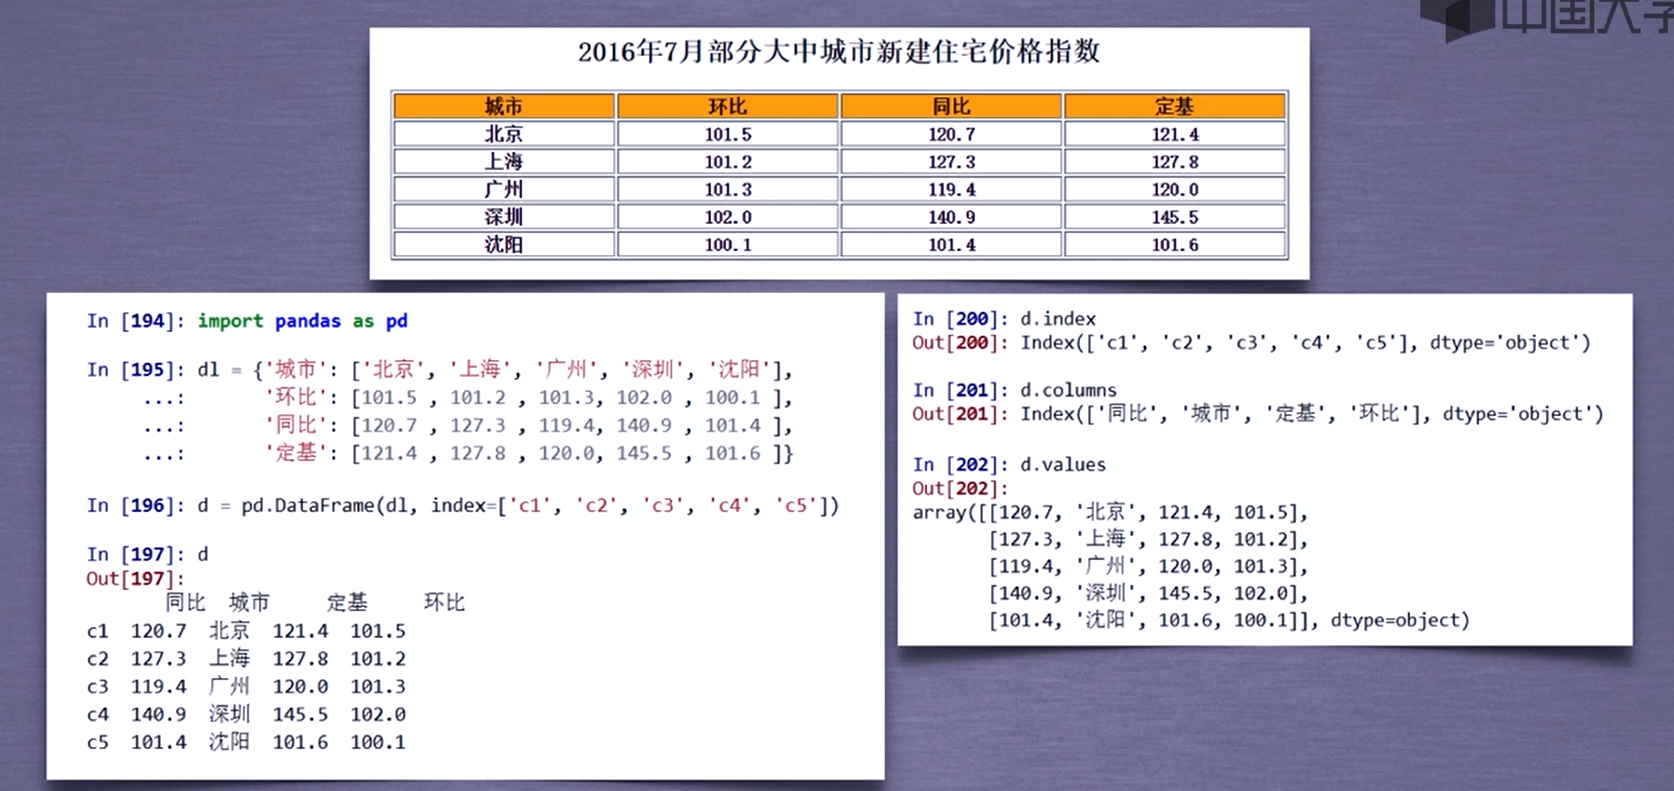 中国大学
2016年7月部分大中城市新建住宅价格指数
城市 环比 同比 定基
北京 101.5 120.7 121.4
上海 101.2 127.3 127.8
广州 101.3 119.4 120.0
深圳 102.0 140.9 145.5
沈阳 100.1 101.4 101.6
In [194]: import pandas as pd
In [195]: dl = {'城市': ['北京', '上海', '广州', '深圳', '沈阳'],
...: '环比': [101.5 , 101.2 , 101.3, 102.0 , 100.1 ],
...: '同比': [120.7 , 127.3 , 119.4, 140.9 , 101.4 ],
...: '定基': [121.4 , 127.8 , 120.0, 145.5 , 101.6 ]}
In [196]: d = pd.DataFrame(dl, index=['c1', 'c2', 'c3', 'c4', 'c5'])
In [197]: d
Out[197]:
同比 城市 定基 环比
c1 120.7 北京 121.4 101.5
c2 127.3 上海 127.8 101.2
c3 119.4 广州 120.0 101.3
c4 140.9 深圳 145.5 102.0
c5 101.4 沈阳 101.6 100.1
In [200]: d.index
Out[200]: Index(['c1', 'c2', 'c3', 'c4', 'c5'], dtype='object')
In [201]: d.columns
Out[201]: Index(['同比', '城市', '定基', '环比'], dtype='object')
In [202]: d.values
Out[202]:
array([[120.7, '北京', 121.4, 101.5],
[127.3, '上海', 127.8, 101.2],
[119.4, '广州', 120.0, 101.3],
[140.9, '深圳', 145.5, 102.0],
[101.4, '沈阳', 101.6, 100.1]], dtype=object)